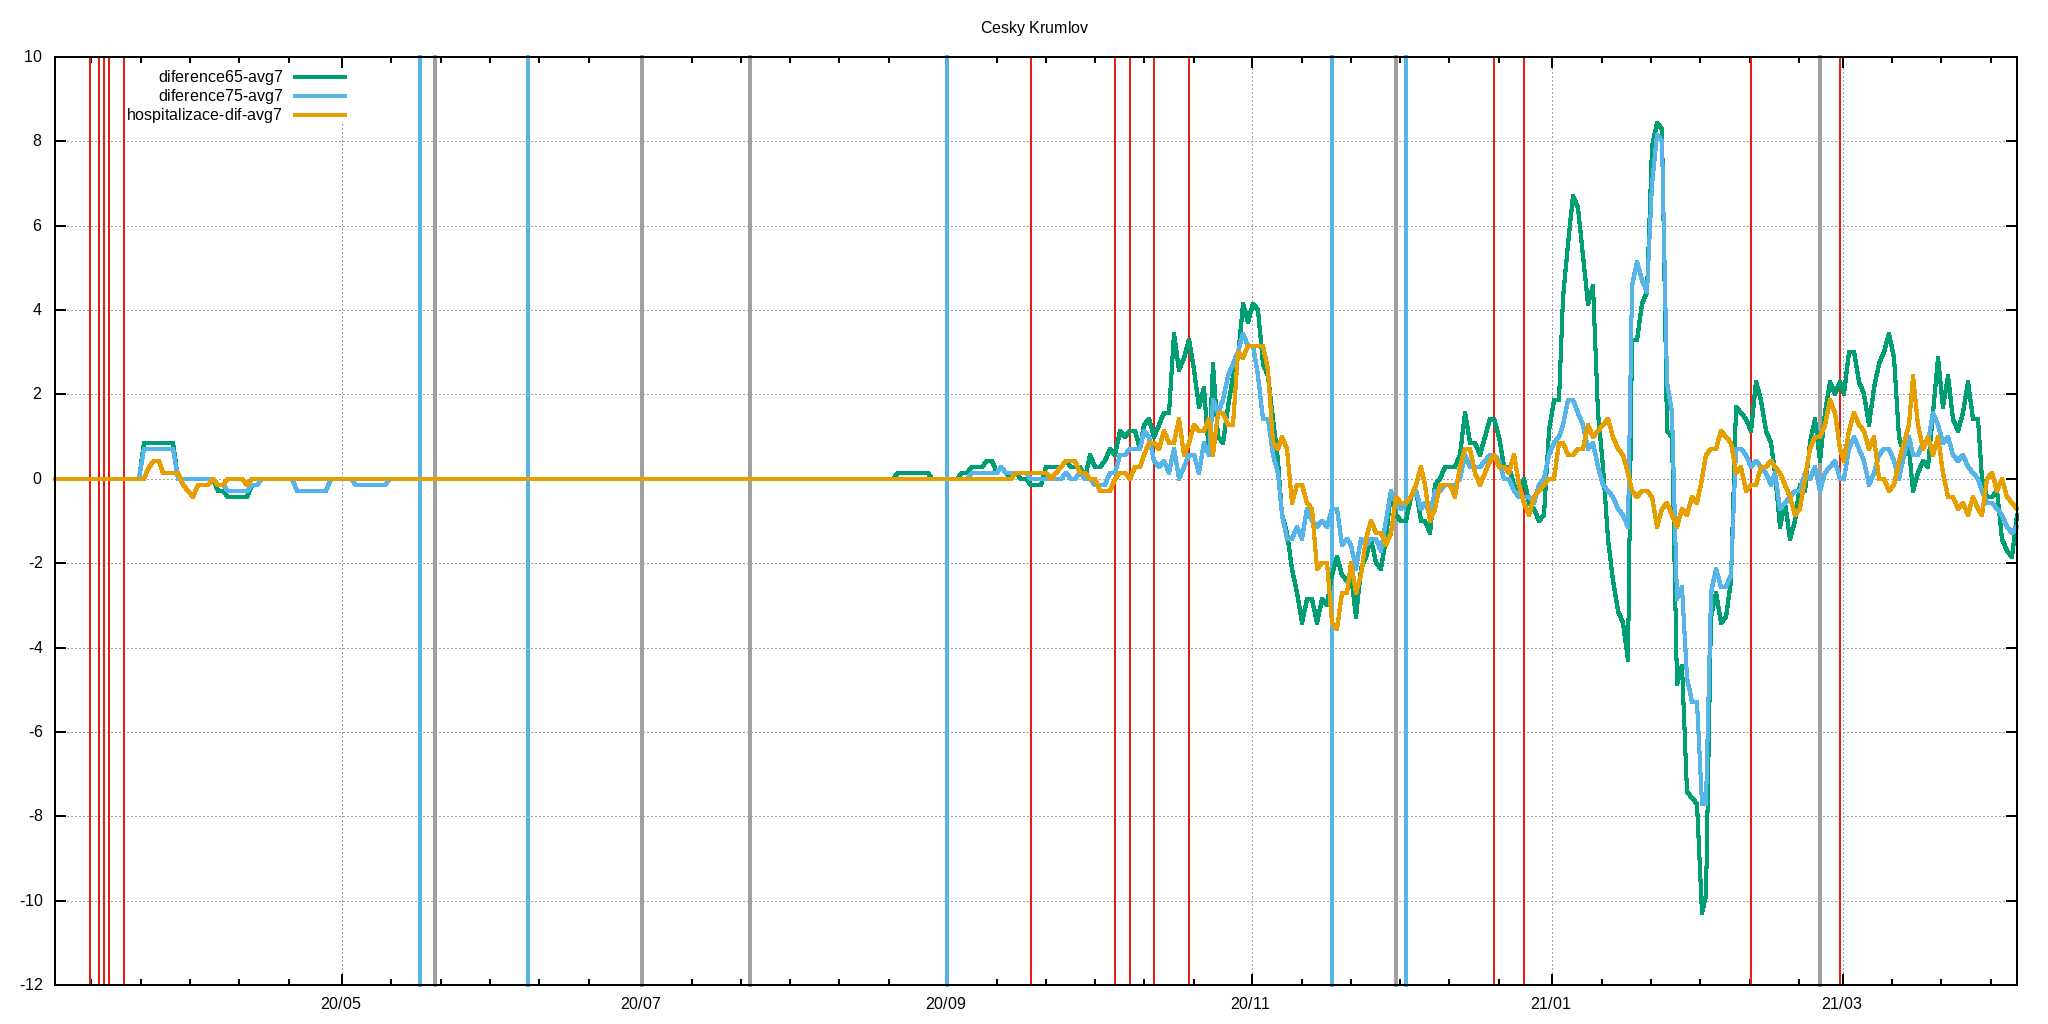 Cesky Krumlov
diference65-avg7
diference75-avg7
hospitalizace-dif-avg7
10
8
6
4
2
0
-2
-4
-6
-8
-10
-12
20/05 20/07 20/09 20/11 21/01 21/03